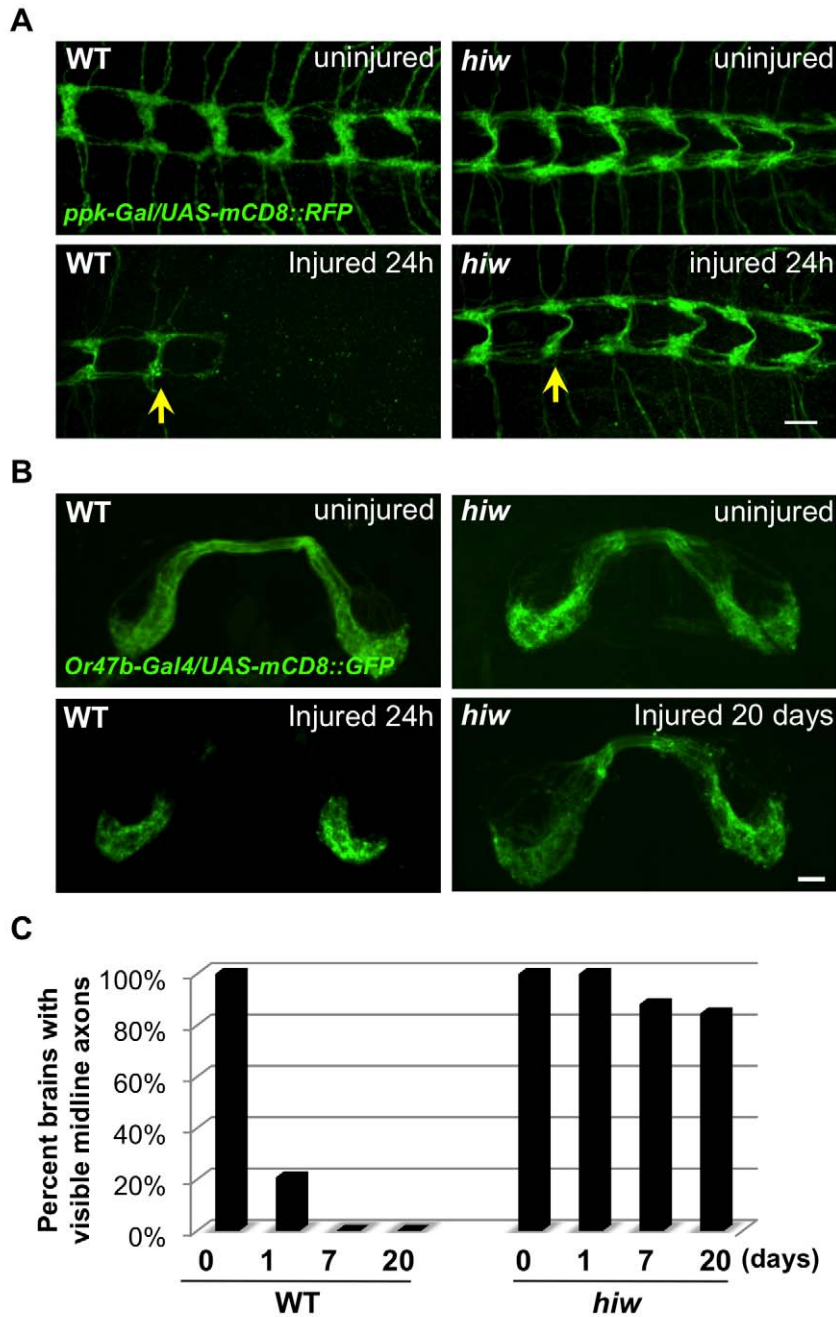 A
WT uninjured
hiw uninjured
ppk-Gal/UAS-mCD8::RFP
WT Injured 24h
hiw injured 24h
B
WT uninjured
hiw uninjured
Or47b-Gal4/UAS-mCD8::GFP
WT Injured 24h
hiw Injured 20 days
C
Percent brains with
visible midline axons
100%
80%
60%
40%
20%
0%
0 1 7 20 0 1 7 20 (days)
WT hiw